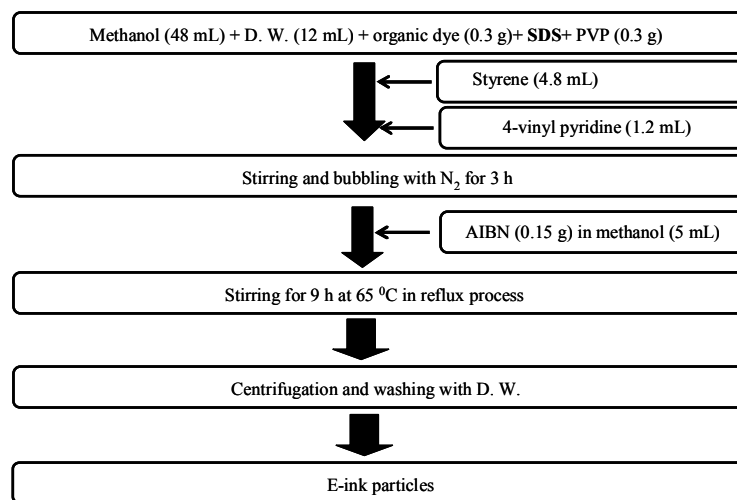 Methanol (48 mL) + D. W. (12 mL) + organic dye (0.3 g)+ SDS+ PVP (0.3 g)
Styrene (4.8 mL)
4-vinyl pyridine (1.2 mL)
Stirring and bubbling with N₂ for 3 h
AIBN (0.15 g) in methanol (5 mL)
Stirring for 9 h at 65 ⁰C in reflux process
Centrifugation and washing with D. W.
E-ink particles